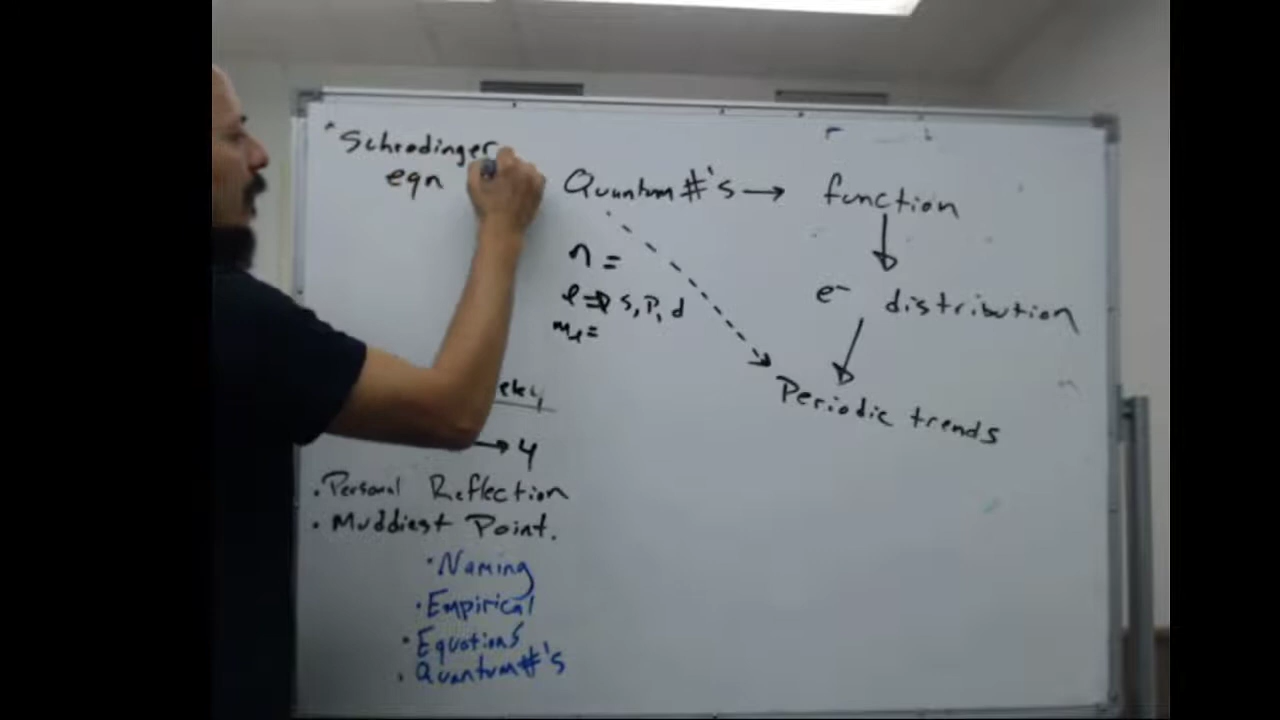 "Schrodinger
eqn
Quantum #'s → function
n =
l ⇒ s, p, d
mₗ =
e⁻ distribution
Periodic trends
→ 4
• Personal Reflection
• Muddiest Point.
• Naming
• Empirical
• Equations
• Quantum #'s